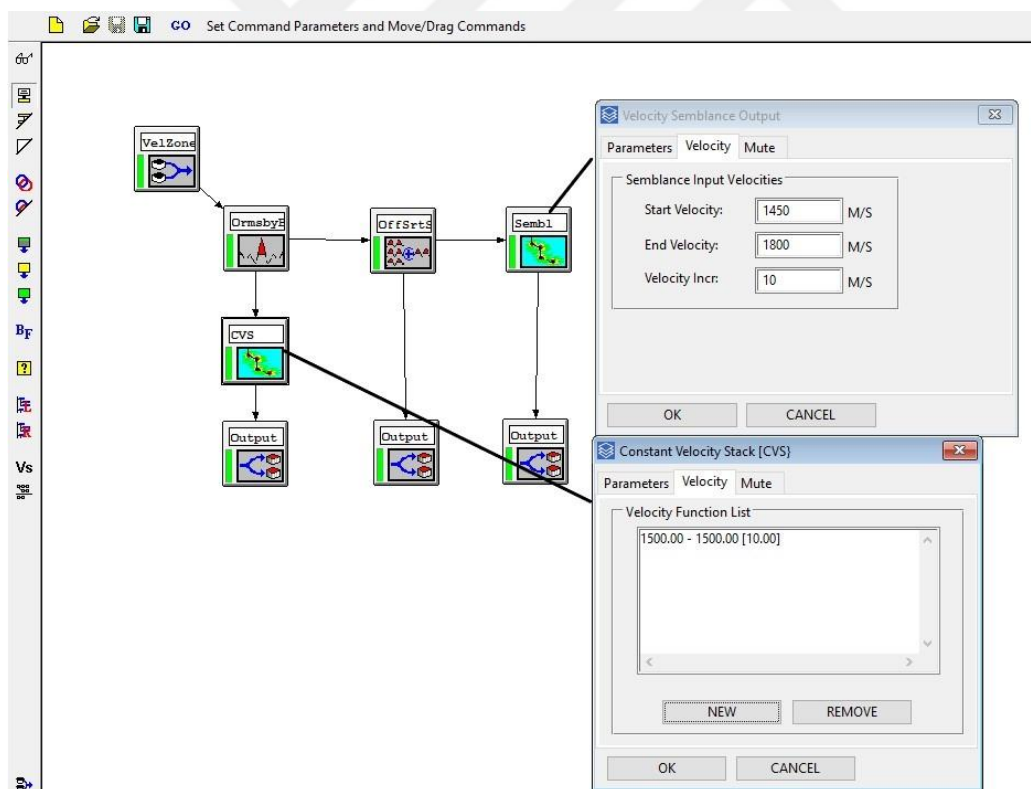 GO Set Command Parameters and Move/Drag Commands
VelZone
OrmsbyB
OffSrtS
Sembl
CVS
Output
Output
Output
BF
?
Vs
Velocity Semblance Output
Parameters Velocity Mute
Semblance Input Velocities
Start Velocity: 1450 M/S
End Velocity: 1800 M/S
Velocity Incr: 10 M/S
OK CANCEL
Constant Velocity Stack [CVS}
Parameters Velocity Mute
Velocity Function List
1500.00 - 1500.00 [10.00]
NEW REMOVE
OK CANCEL